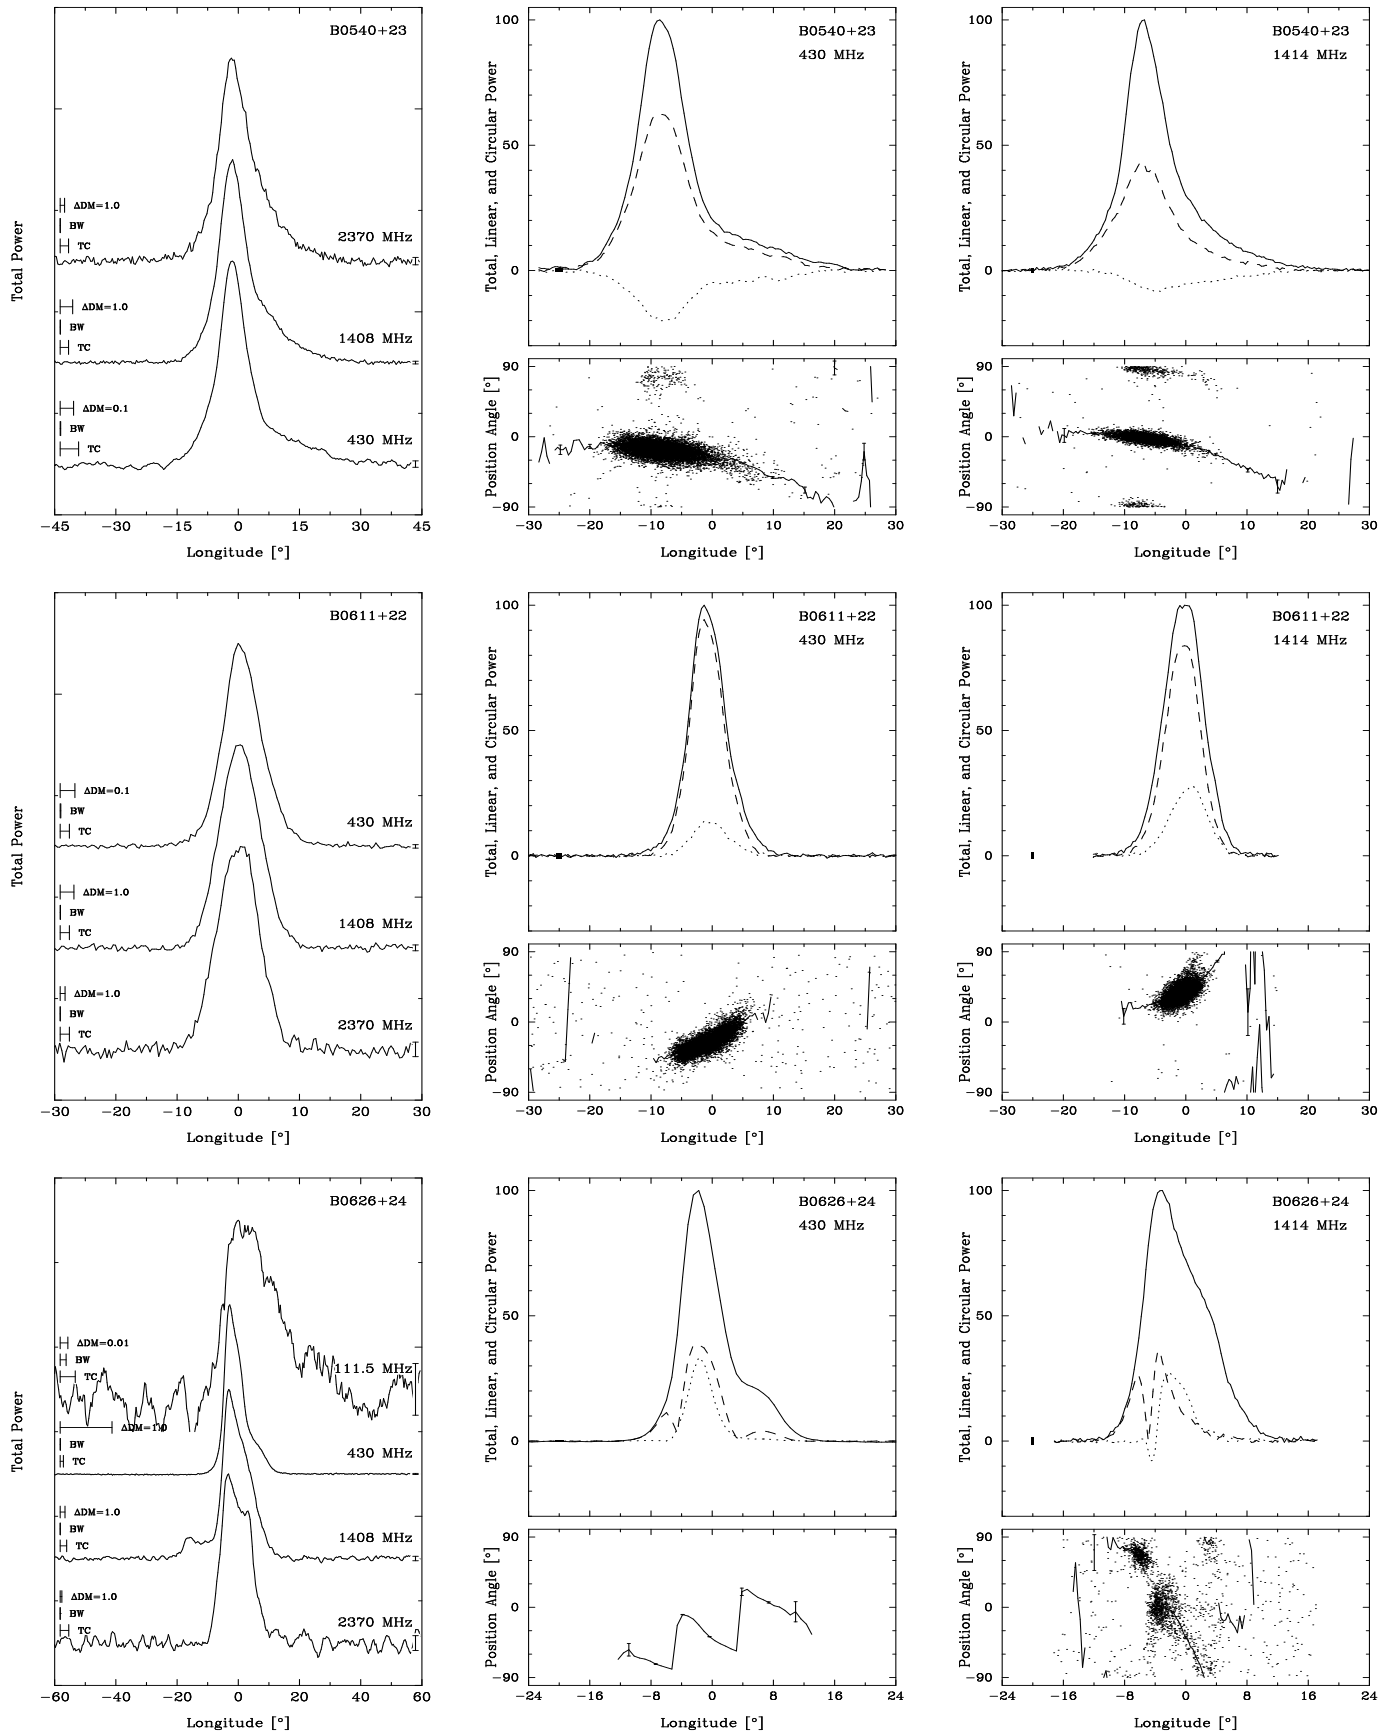 B0540+23
Total Power
ΔDM=1.0
BW
TC
2370 MHz
ΔDM=1.0
BW
TC
1408 MHz
ΔDM=0.1
BW
TC
430 MHz
−45 −30 −15 0 15 30 45
Longitude [°]
B0540+23
430 MHz
Total, Linear, and Circular Power
100
50
0
Position Angle [°]
90
0
−90
−30 −20 −10 0 10 20 30
Longitude [°]
B0540+23
1414 MHz
Total, Linear, and Circular Power
100
50
0
Position Angle [°]
90
0
−90
−30 −20 −10 0 10 20 30
Longitude [°]
B0611+22
Total Power
ΔDM=0.1
BW
TC
430 MHz
ΔDM=1.0
BW
TC
1408 MHz
ΔDM=1.0
BW
TC
2370 MHz
−30 −20 −10 0 10 20 30
Longitude [°]
B0611+22
430 MHz
Total, Linear, and Circular Power
100
50
0
Position Angle [°]
90
0
−90
−30 −20 −10 0 10 20 30
Longitude [°]
B0611+22
1414 MHz
Total, Linear, and Circular Power
100
50
0
Position Angle [°]
90
0
−90
−30 −20 −10 0 10 20 30
Longitude [°]
B0626+24
Total Power
ΔDM=0.01
BW
TC
111.5 MHz
ΔDM=1.0
BW
TC
430 MHz
ΔDM=1.0
BW
TC
1408 MHz
ΔDM=1.0
BW
TC
2370 MHz
−60 −40 −20 0 20 40 60
Longitude [°]
B0626+24
430 MHz
Total, Linear, and Circular Power
100
50
0
Position Angle [°]
90
0
−90
−24 −16 −8 0 8 16 24
Longitude [°]
B0626+24
1414 MHz
Total, Linear, and Circular Power
100
50
0
Position Angle [°]
90
0
−90
−24 −16 −8 0 8 16 24
Longitude [°]